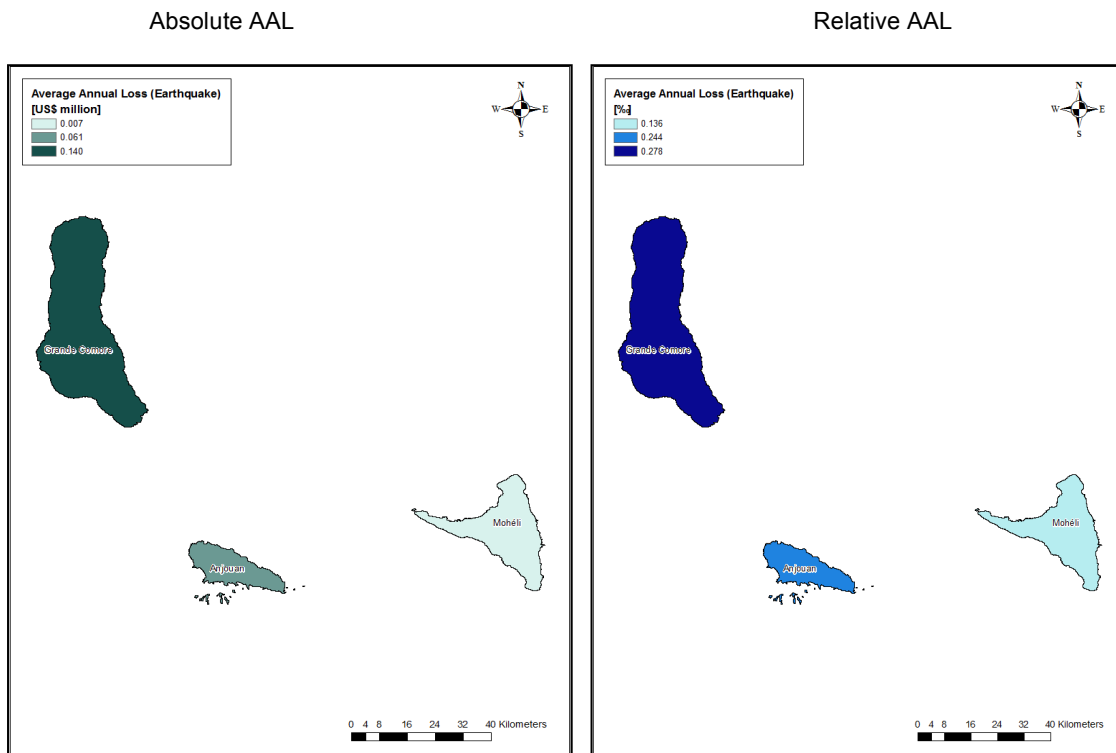 Absolute AAL
Relative AAL
Average Annual Loss (Earthquake)
[US$ million]
0.007
0.061
0.140
N
W
E
S
Grande Comore
Mohéli
Anjouan
0 4 8 16 24 32 40 Kilometers
Average Annual Loss (Earthquake)
[‰]
0.136
0.244
0.278
N
W
E
S
Grande Comore
Mohéli
Anjouan
0 4 8 16 24 32 40 Kilometers